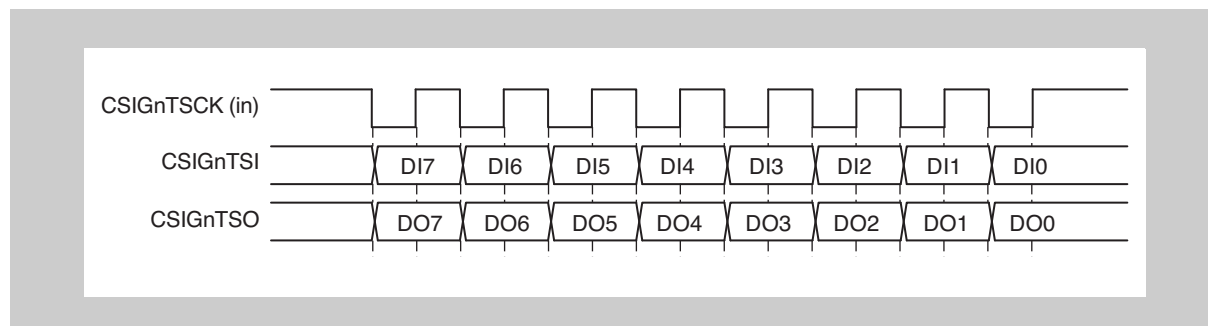 CSIGnTSCK (in)
CSIGnTSI DI7 DI6 DI5 DI4 DI3 DI2 DI1 DI0
CSIGnTSO DO7 DO6 DO5 DO4 DO3 DO2 DO1 DO0